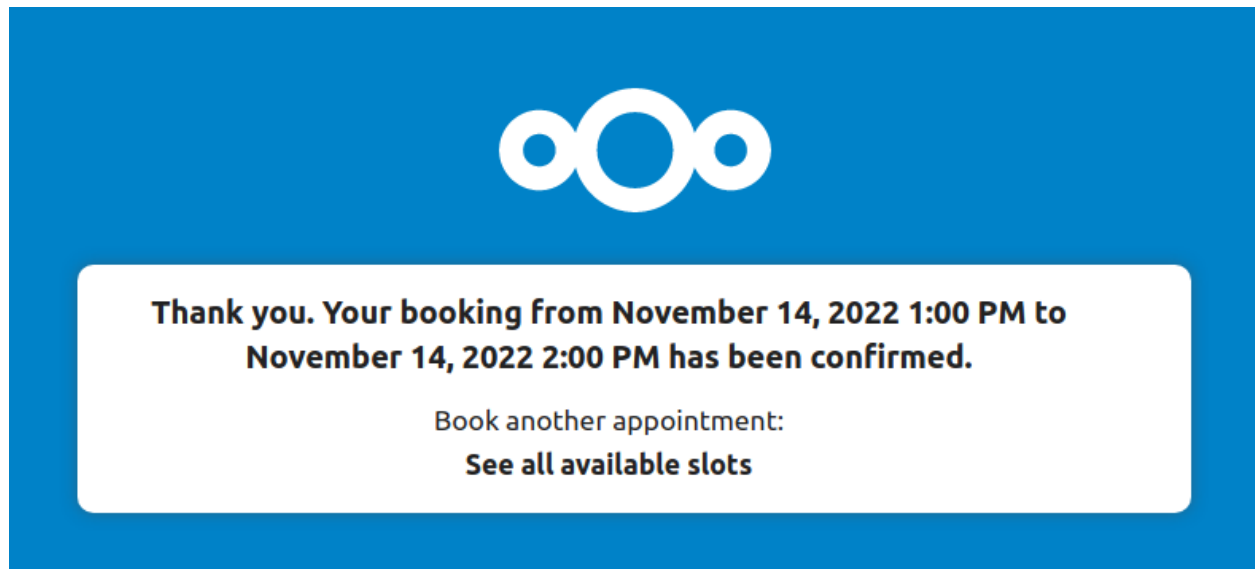 Thank you. Your booking from November 14, 2022 1:00 PM to
November 14, 2022 2:00 PM has been confirmed.
Book another appointment:
See all available slots